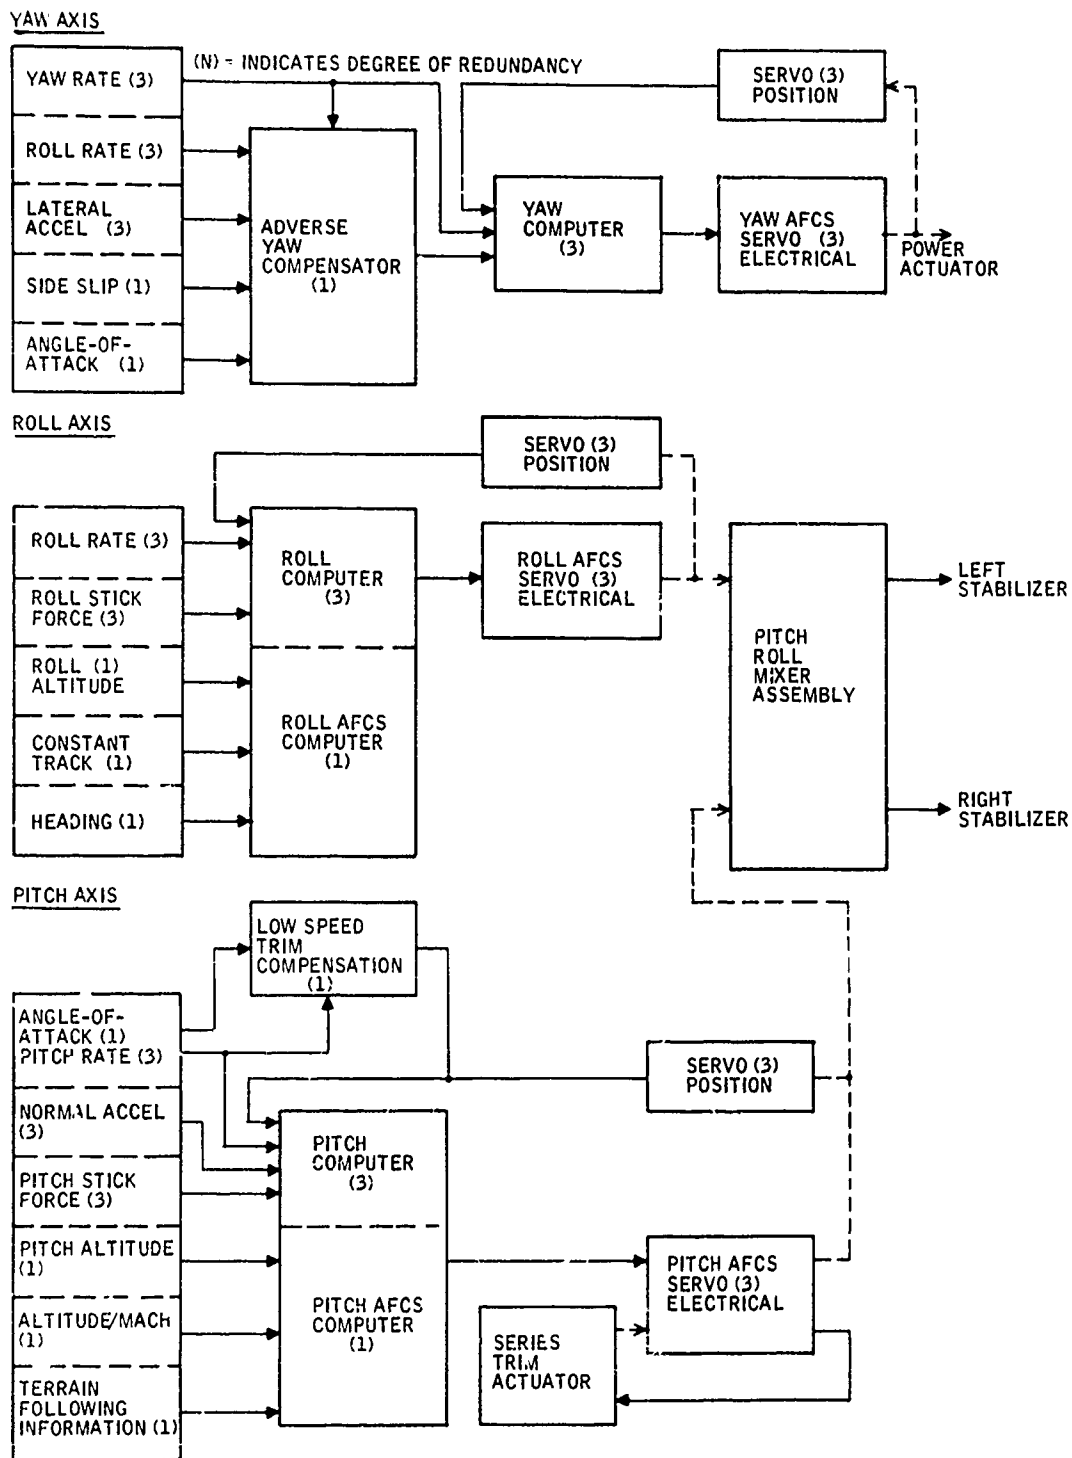 YAW AXIS
(N) = INDICATES DEGREE OF REDUNDANCY
YAW RATE (3)
ROLL RATE (3)
LATERAL
ACCEL (3)
SIDE SLIP (1)
ANGLE-OF-
ATTACK (1)
ADVERSE
YAW
COMPENSATOR
(1)
YAW
COMPUTER
(3)
SERVO (3)
POSITION
YAW AFCS
SERVO (3)
ELECTRICAL
POWER
ACTUATOR
ROLL AXIS
ROLL RATE (3)
ROLL STICK
FORCE (3)
ROLL (1)
ALTITUDE
CONSTANT
TRACK (1)
HEADING (1)
ROLL
COMPUTER
(3)
ROLL AFCS
COMPUTER
(1)
SERVO (3)
POSITION
ROLL AFCS
SERVO (3)
ELECTRICAL
PITCH
ROLL
MIXER
ASSEMBLY
LEFT
STABILIZER
RIGHT
STABILIZER
PITCH AXIS
LOW SPEED
TRIM
COMPENSATION
(1)
ANGLE-OF-
ATTACK (1)
PITCH RATE (3)
NORMAL ACCEL
(3)
PITCH STICK
FORCE (3)
PITCH ALTITUDE
(1)
ALTITUDE/MACH
(1)
TERRAIN
FOLLOWING
INFORMATION (1)
PITCH
COMPUTER
(3)
PITCH AFCS
COMPUTER
(1)
SERVO (3)
POSITION
PITCH AFCS
SERVO (3)
ELECTRICAL
SERIES
TRIM
ACTUATOR